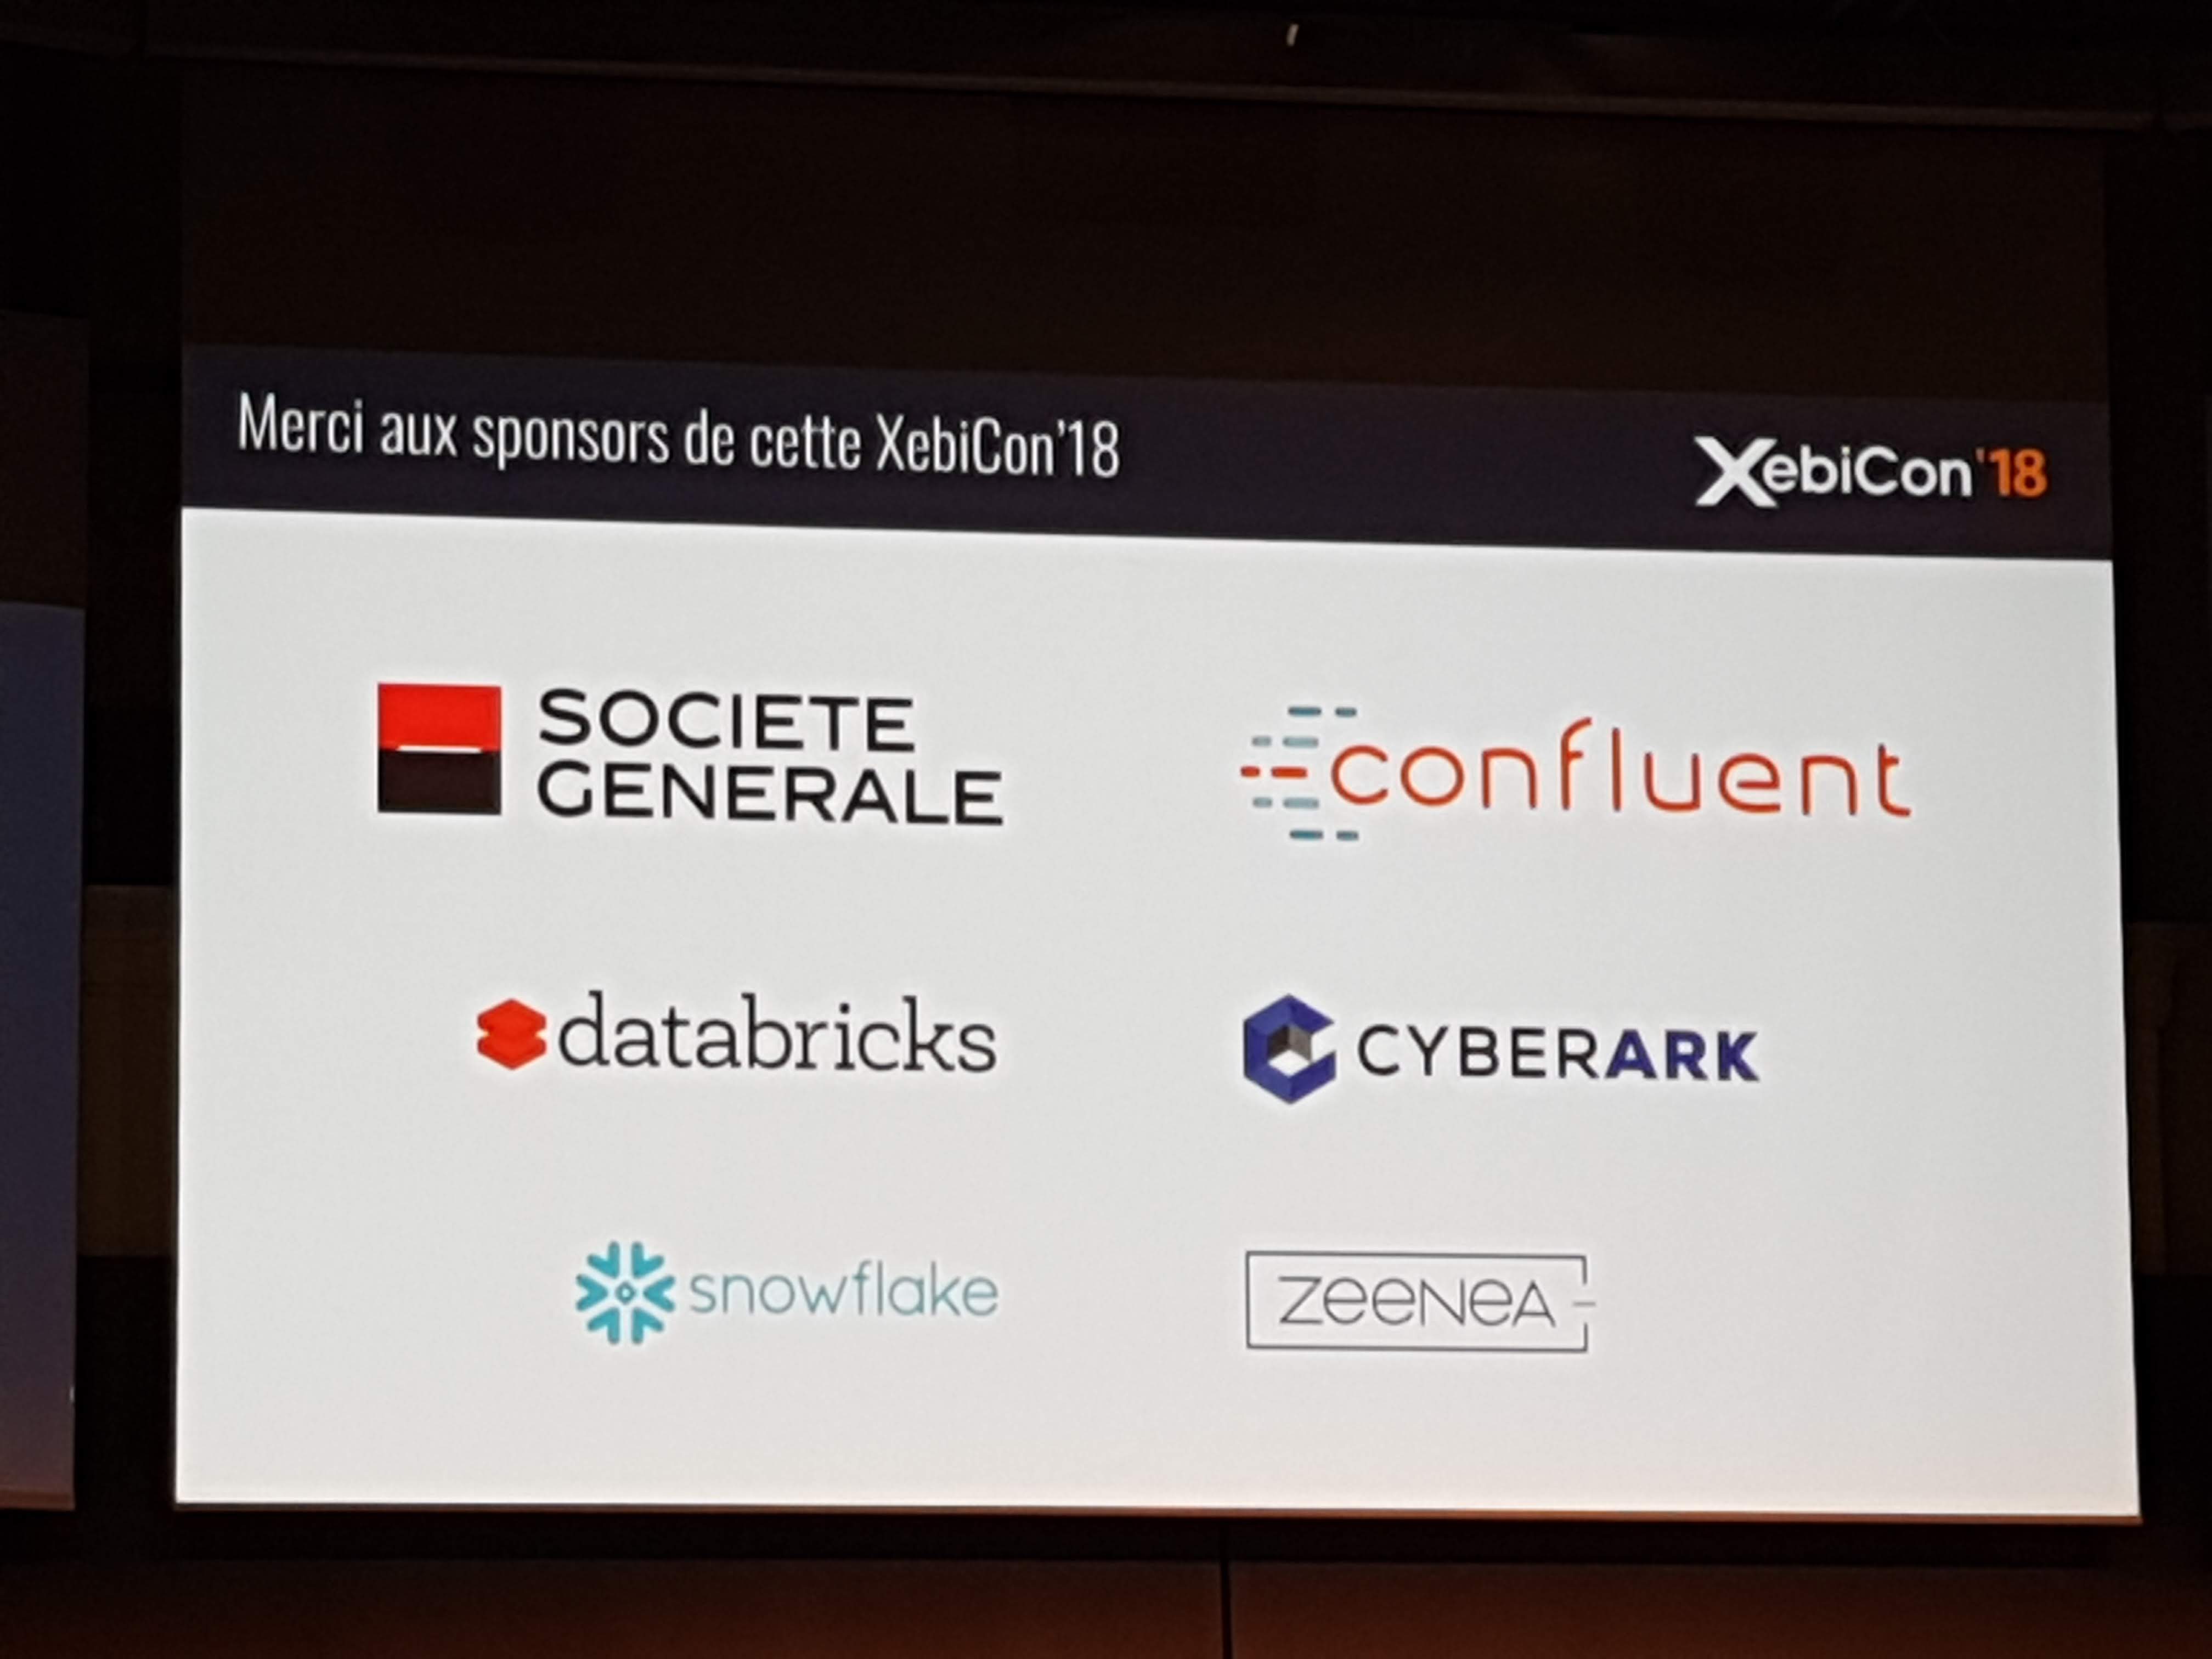 Merci aux sponsors de cette XebiCon'18
XebiCon'18
SOCIETE
GENERALE
confluent
databricks
CYBERARK
snowflake
zeeNeA